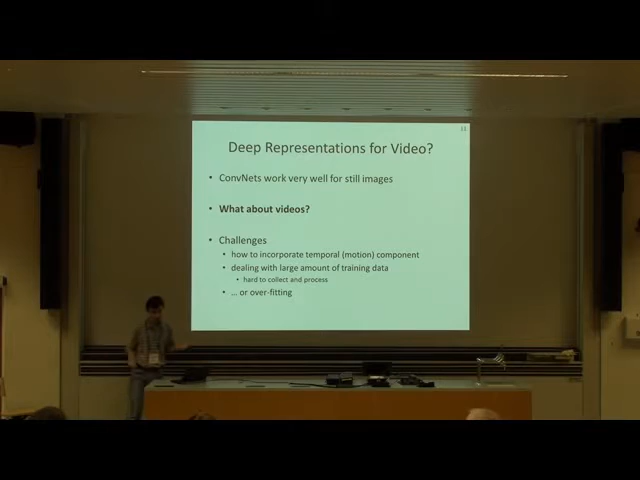 11
Deep Representations for Video?
• ConvNets work very well for still images
• What about videos?
• Challenges
• how to incorporate temporal (motion) component
• dealing with large amount of training data
• hard to collect and process
• ... or over-fitting